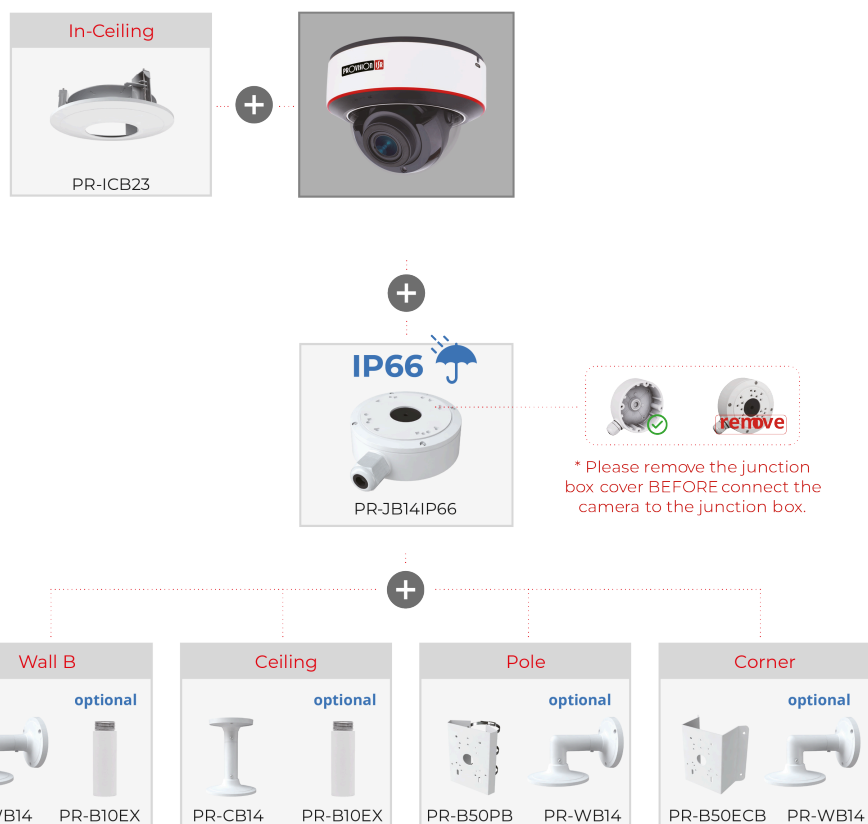 In-Ceiling
PROVISION ISR
PR-ICB23
IP66
remove
* Please remove the junction
box cover BEFORE connect the
camera to the junction box.
PR-JB14IP66
Wall B
Ceiling
Pole
Corner
optional
optional
optional
optional
PR-B10EX
PR-CB14
PR-B10EX
PR-B50PB
PR-WB14
PR-B50ECB
PR-WB14